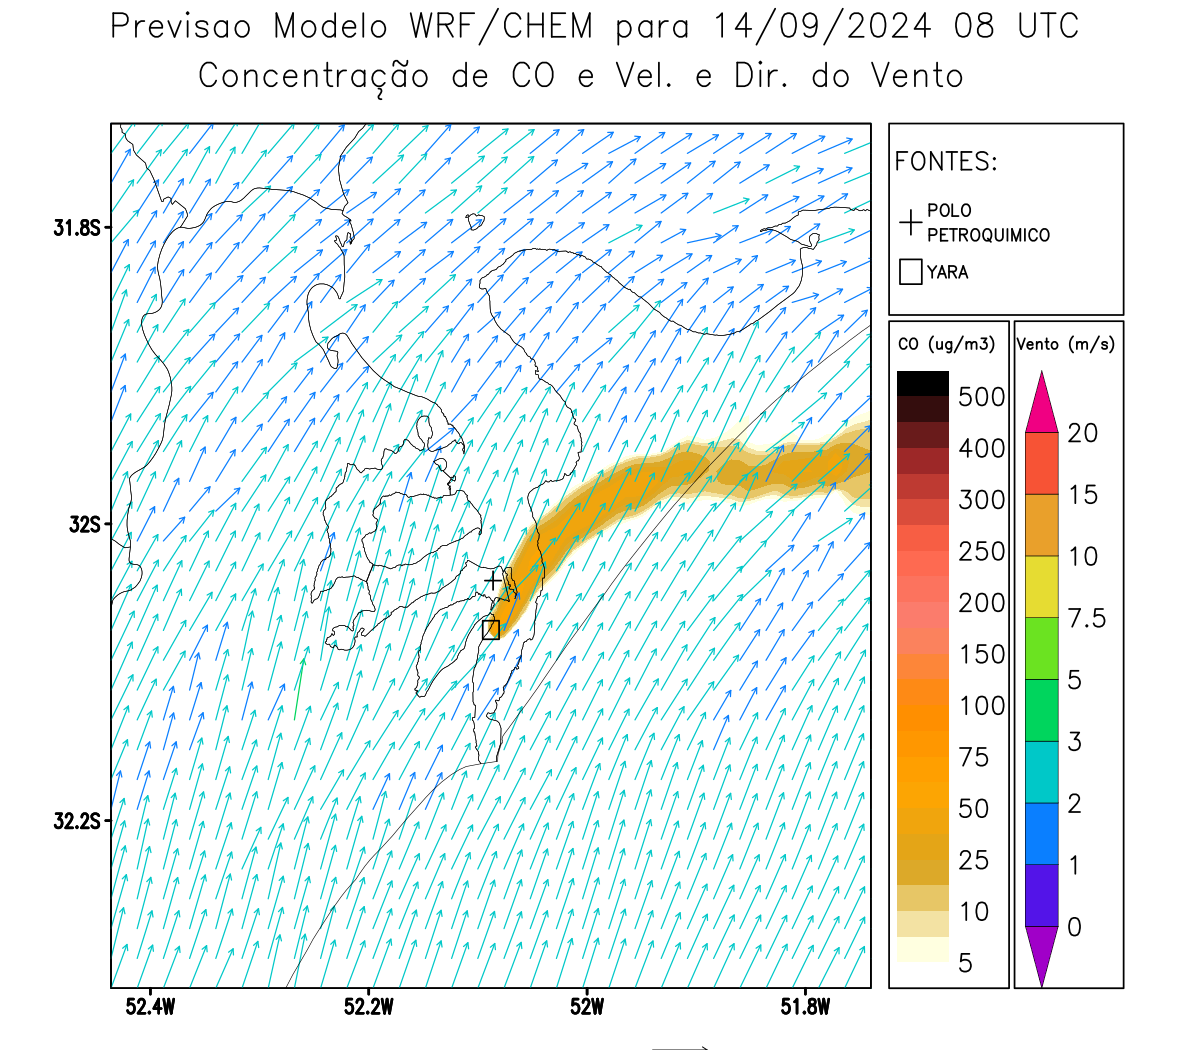 Previsao Modelo WRF/CHEM para 14/09/2024 08 UTC
Concentração de CO e Vel. e Dir. do Vento
FONTES:
POLO
PETROQUIMICO
YARA
31.8S
32S
32.2S
52.4W
52.2W
52W
51.8W
CO (ug/m3)
500
400
300
250
200
150
100
75
50
25
10
5
Vento (m/s)
20
15
10
7.5
5
3
2
1
0